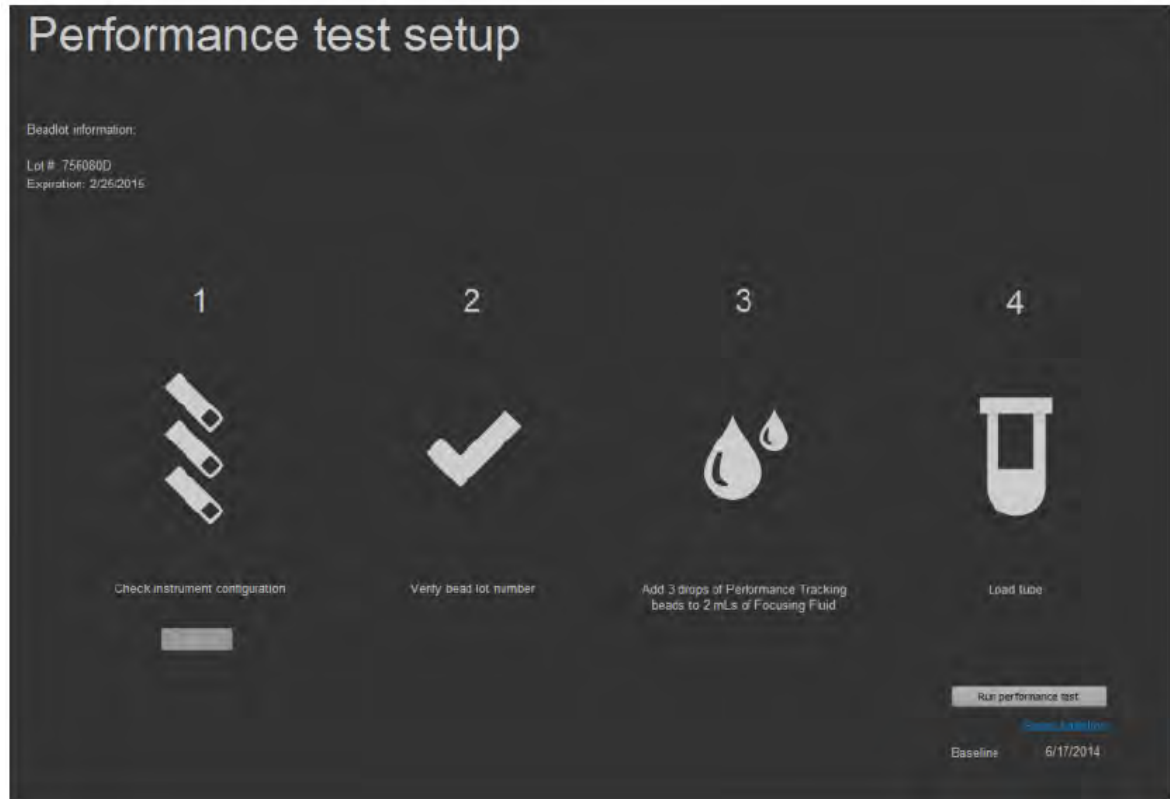 Performance test setup
Beadlot information:
Lot # 756080D
Expiration: 2/25/2015
1
2
3
4
Check instrument configuration
Verify bead lot number
Add 3 drops of Performance Tracking
beads to 2 mLs of Focusing Fluid
Load tube
Run performance test
Baseline 6/17/2014